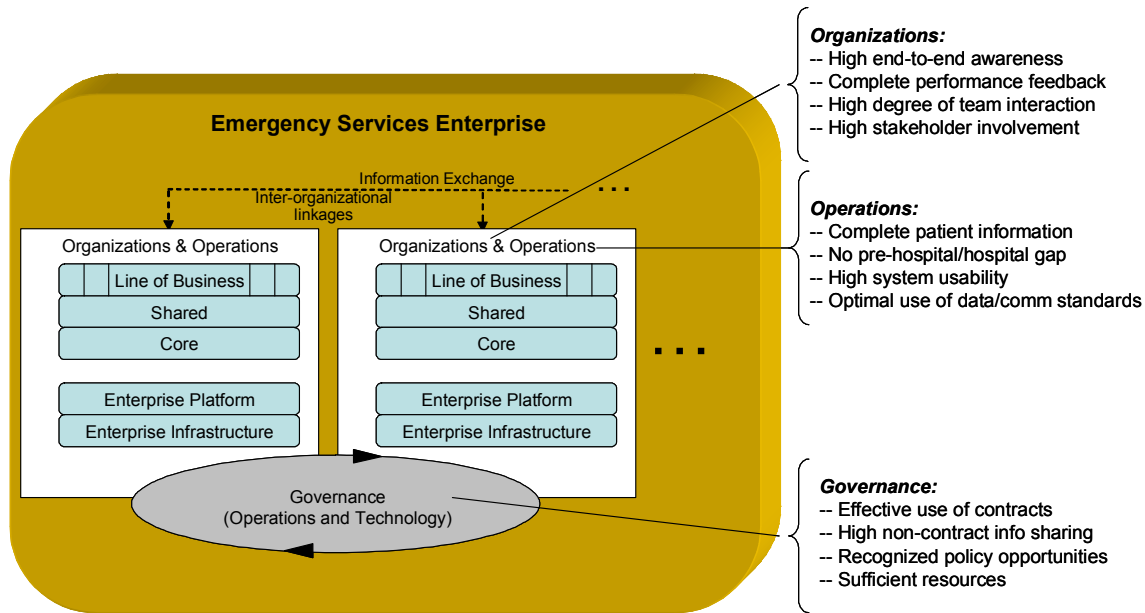 Emergency Services Enterprise
Information Exchange
...
Inter-organizational
linkages
Organizations & Operations
Line of Business
Shared
Core
Enterprise Platform
Enterprise Infrastructure
Organizations & Operations
Line of Business
Shared
Core
Enterprise Platform
Enterprise Infrastructure
...
Governance
(Operations and Technology)
Organizations:
-- High end-to-end awareness
-- Complete performance feedback
-- High degree of team interaction
-- High stakeholder involvement
Operations:
-- Complete patient information
-- No pre-hospital/hospital gap
-- High system usability
-- Optimal use of data/comm standards
Governance:
-- Effective use of contracts
-- High non-contract info sharing
-- Recognized policy opportunities
-- Sufficient resources